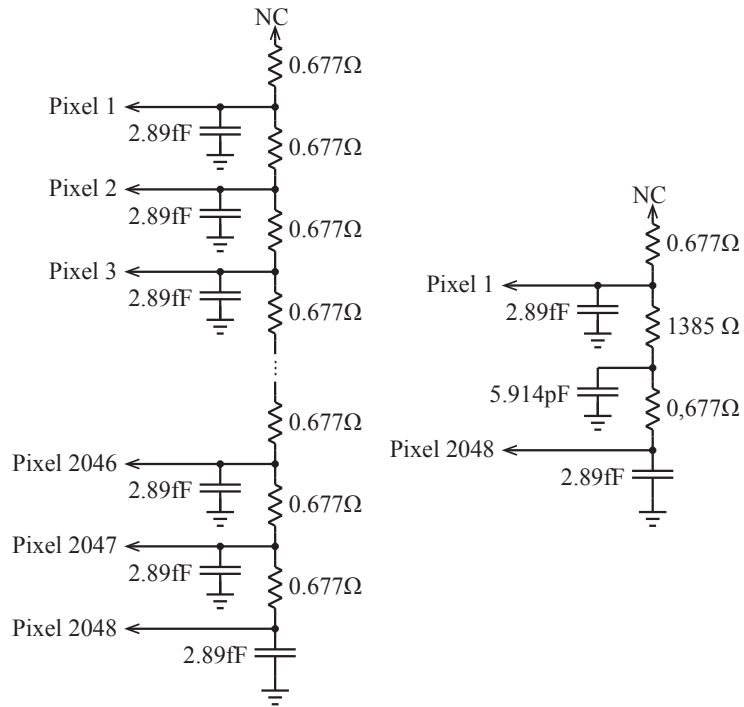 NC
0.677Ω
Pixel 1
2.89fF
0.677Ω
Pixel 2
2.89fF
0.677Ω
Pixel 3
2.89fF
0.677Ω
0.677Ω
Pixel 2046
2.89fF
0.677Ω
Pixel 2047
2.89fF
0.677Ω
Pixel 2048
2.89fF
NC
0.677Ω
Pixel 1
2.89fF
1385 Ω
5.914pF
0,677Ω
Pixel 2048
2.89fF